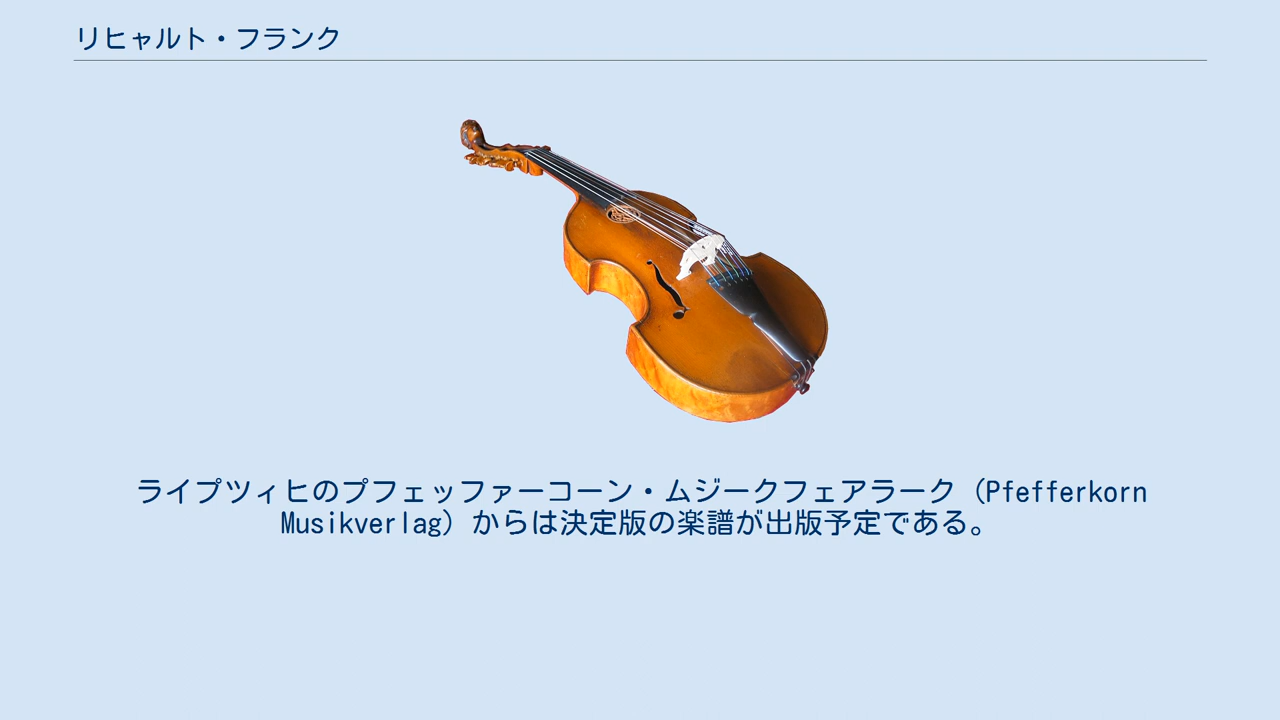 リヒャルト・フランク
ライプツィヒのプフェッファーコーン・ムジークフェアラーク（Pfefferkorn
Musikverlag）からは決定版の楽譜が出版予定である。